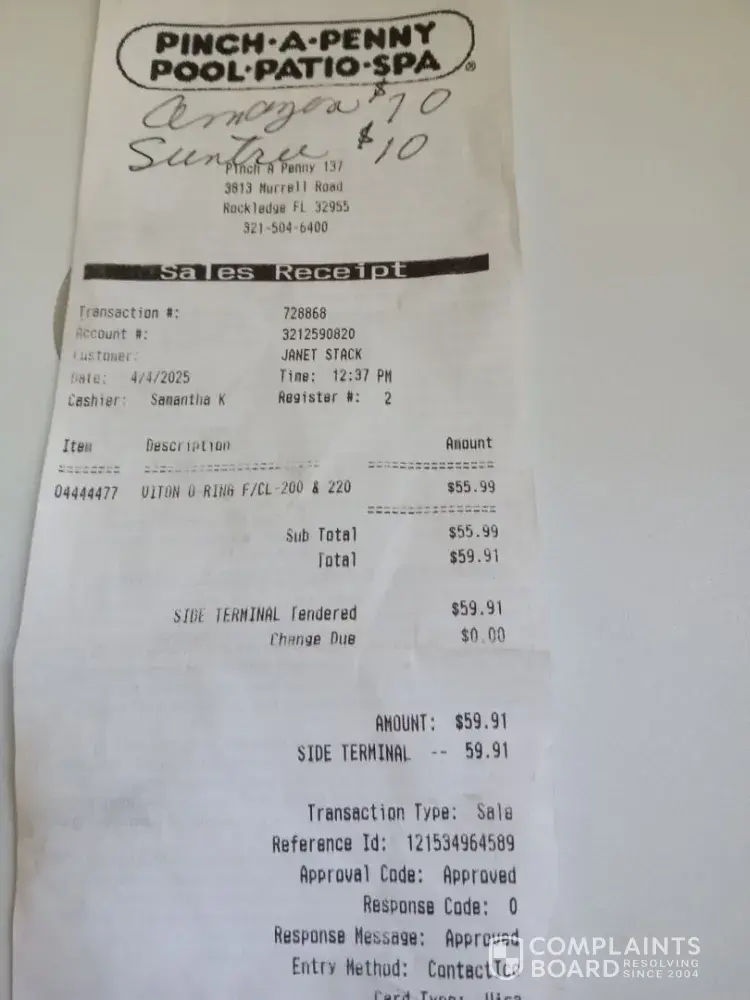 PINCH·A·PENNY
POOL·PATIO·SPA ®
Amazon $10
Suntree $10
Pinch A Penny 137
3813 Murrell Road
Rockledge FL 32955
321-504-6400
Sales Receipt
Transaction #: 728868
Account #: 3212590820
Customer: JANET STACK
Date: 4/4/2025 Time: 12:37 PM
Cashier: Samantha K Register #: 2
Item Description Amount
04444477 VITON O-RING F/CL-200 & 220 $55.99
Sub Total $55.99
Total $59.91
SIDE TERMINAL Tendered $59.91
Change Due $0.00
AMOUNT: $59.91
SIDE TERMINAL -- 59.91
Transaction Type: Sale
Reference Id: 121534964589
Approval Code: Approved
Response Code: 0
Response Message: Approved
Entry Method: Contact
Card Type: Visa
COMPLAINTS
BOARD RESOLVING
SINCE 2004